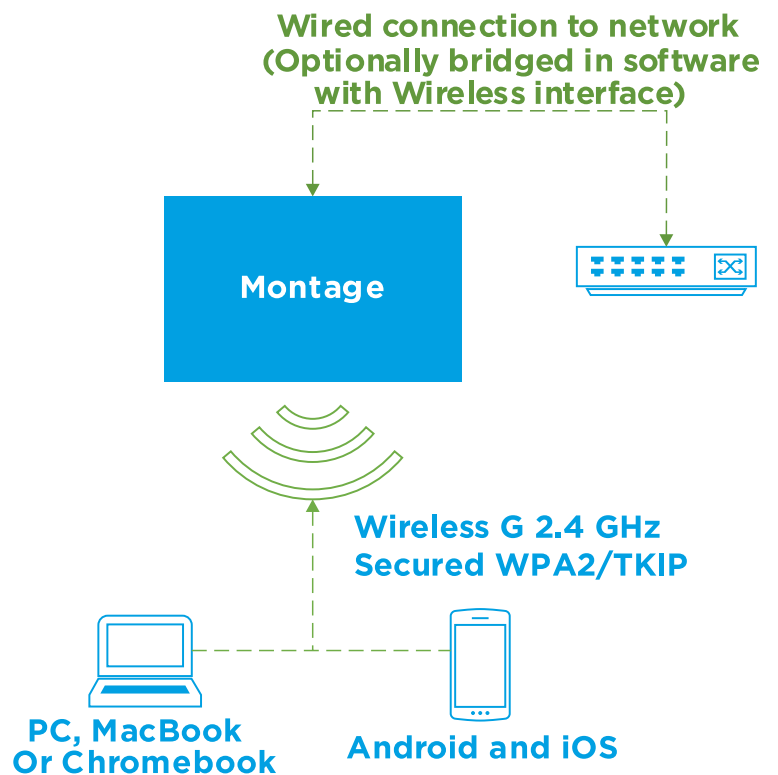 Wired connection to network
(Optionally bridged in software
with Wireless interface)
Montage
Wireless G 2.4 GHz
Secured WPA2/TKIP
PC, MacBook
Or Chromebook
Android and iOS